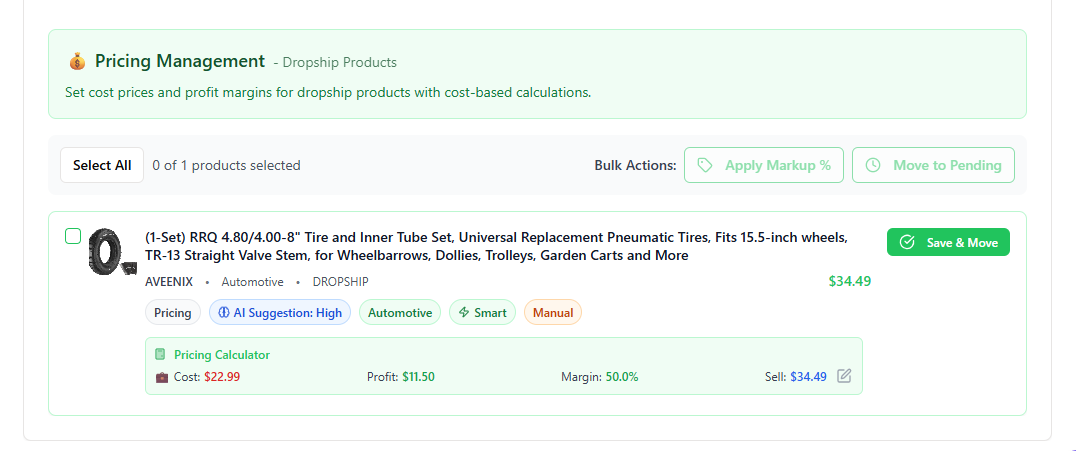 Pricing Management - Dropship Products
Set cost prices and profit margins for dropship products with cost-based calculations.
Select All 0 of 1 products selected Bulk Actions: Apply Markup % Move to Pending
(1-Set) RRQ 4.80/4.00-8" Tire and Inner Tube Set, Universal Replacement Pneumatic Tires, Fits 15.5-inch wheels,
TR-13 Straight Valve Stem, for Wheelbarrows, Dollies, Trolleys, Garden Carts and More
Save & Move
AVEENIX • Automotive • DROPSHIP $34.49
Pricing AI Suggestion: High Automotive Smart Manual
Pricing Calculator
Cost: $22.99 Profit: $11.50 Margin: 50.0% Sell: $34.49